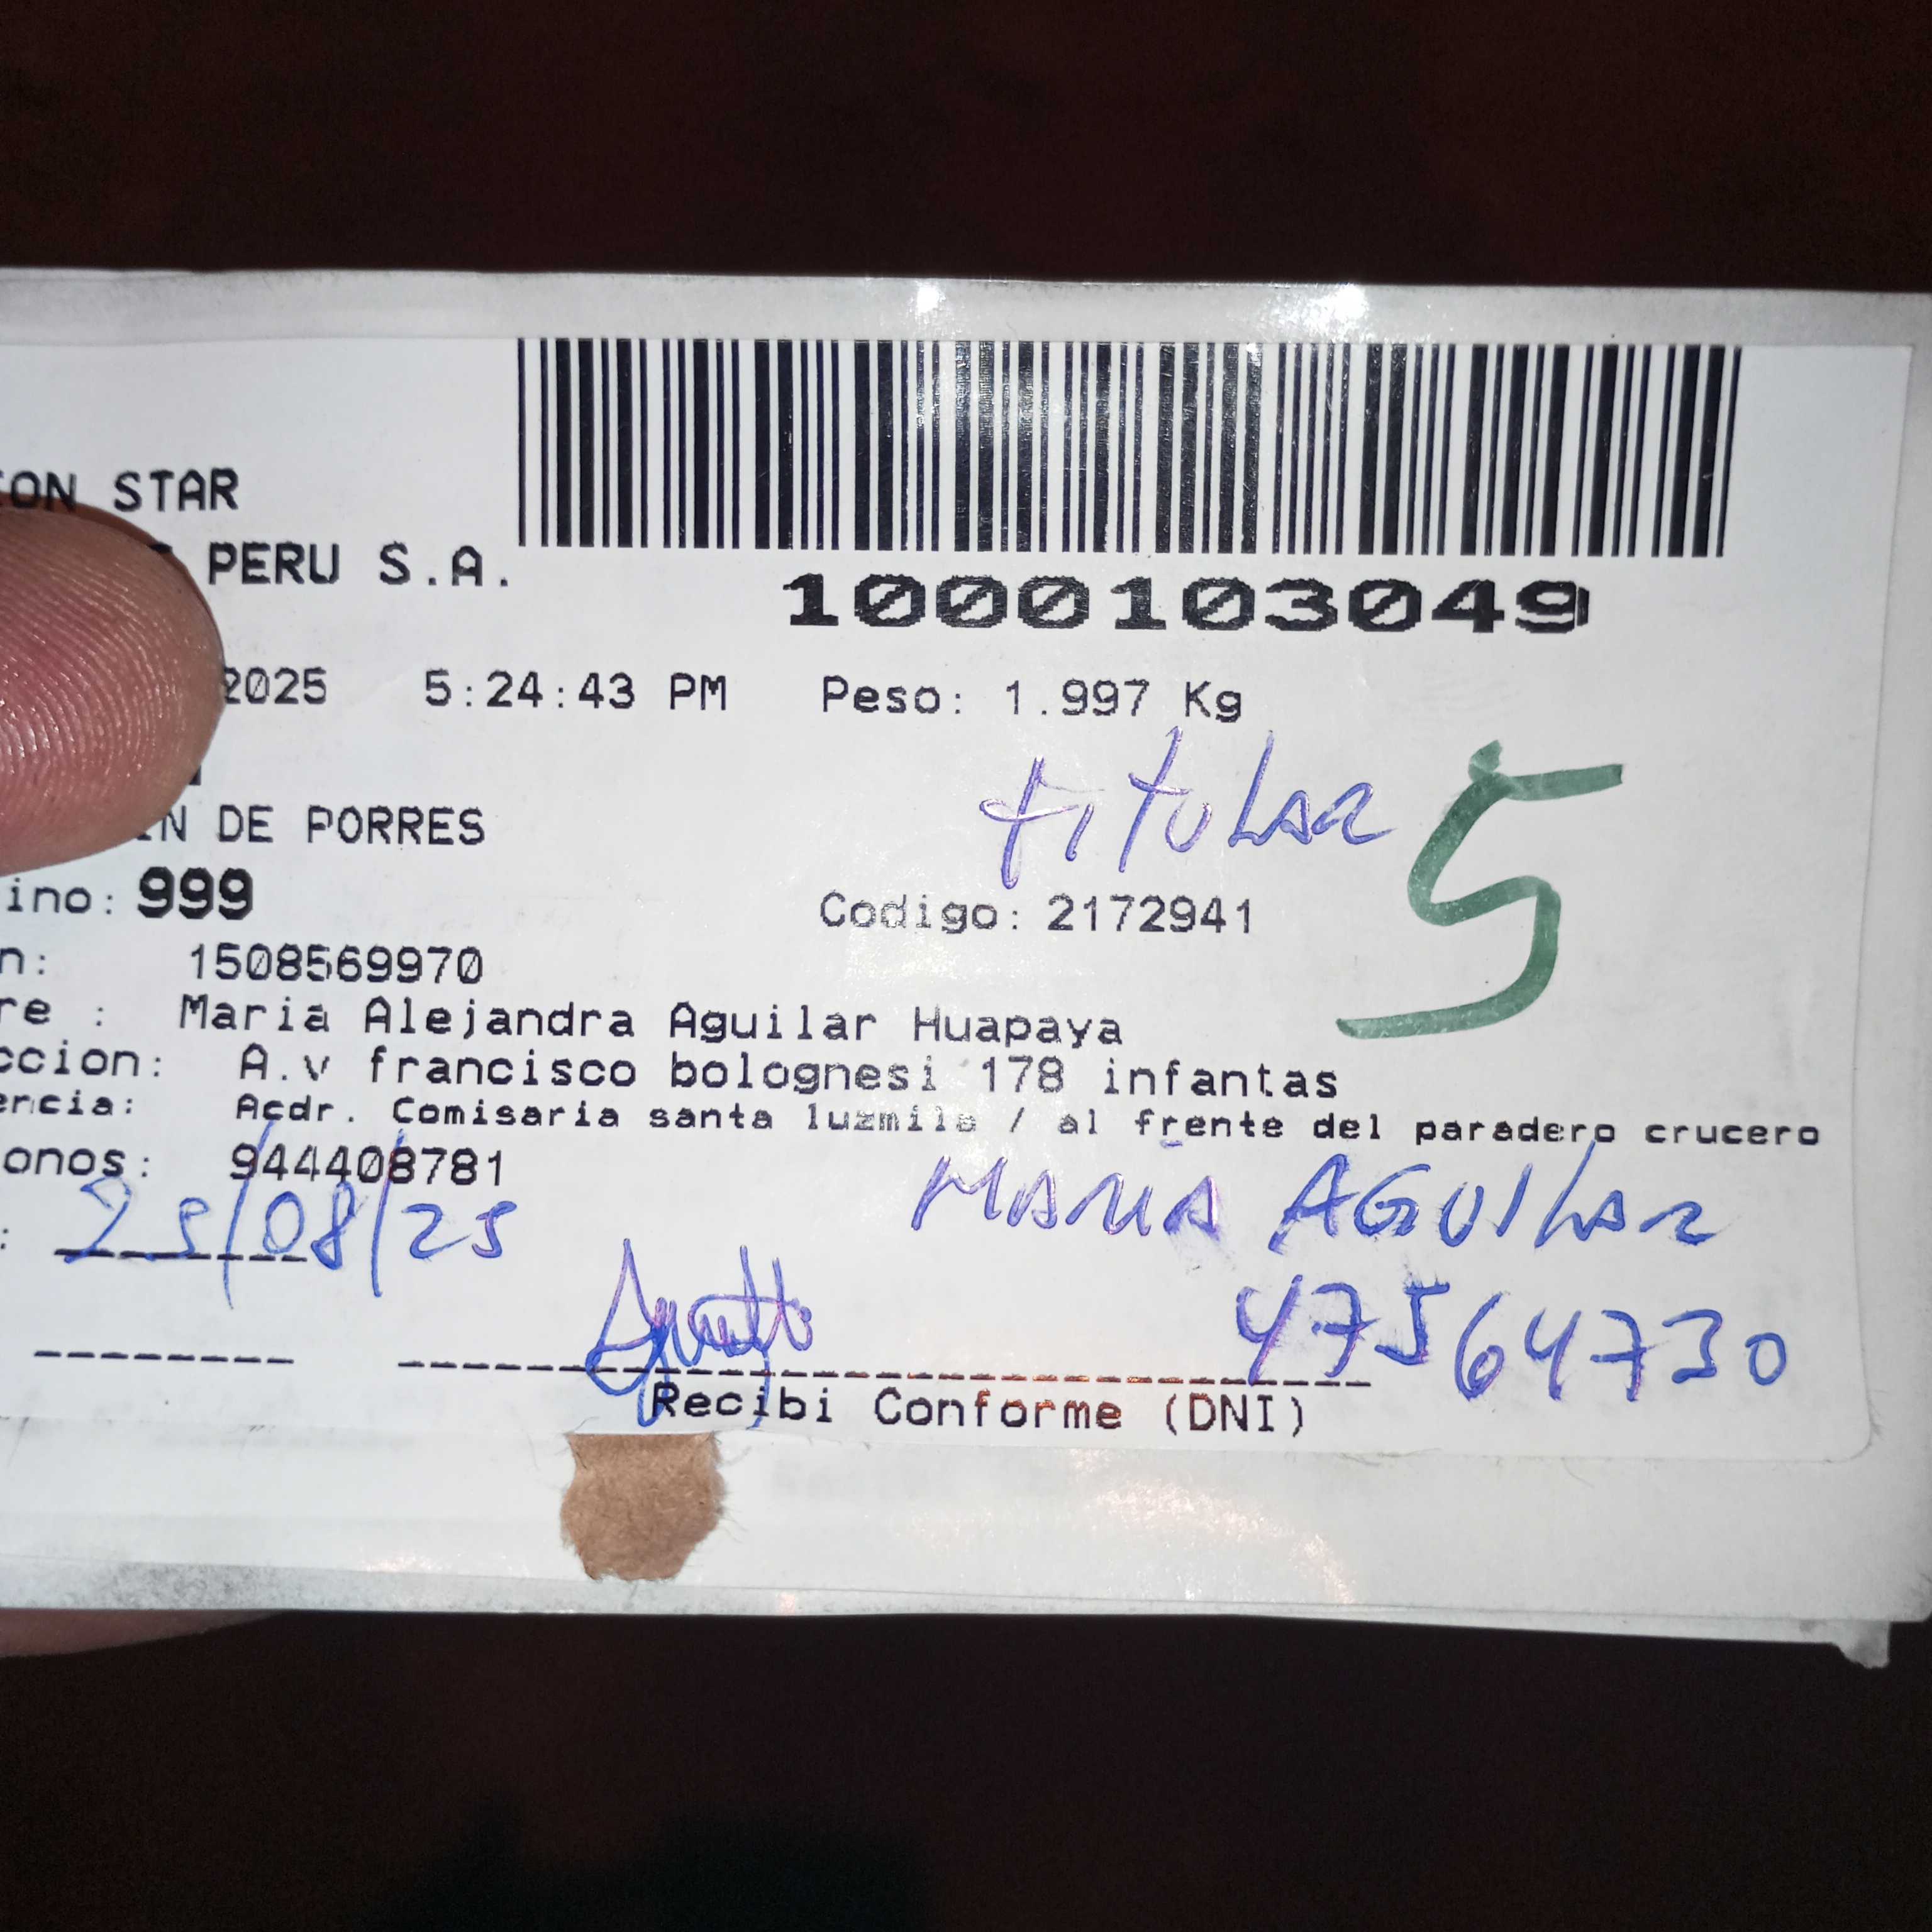 ION STAR
PERU S.A.
1000103049
2025 5:24:43 PM Peso: 1.997 Kg
titular 5
IN DE PORRES
ino: 999
Codigo: 2172941
n: 1508569970
re : Maria Alejandra Aguilar Huapaya
ccion: A.v francisco bolognesi 178 infantas
encia: Acdr. Comisaria santa luzmila / al frente del paradero crucero
onos: 944408781
MARIA AGUILAR
: 25/08/25
47564730
Recibi Conforme (DNI)